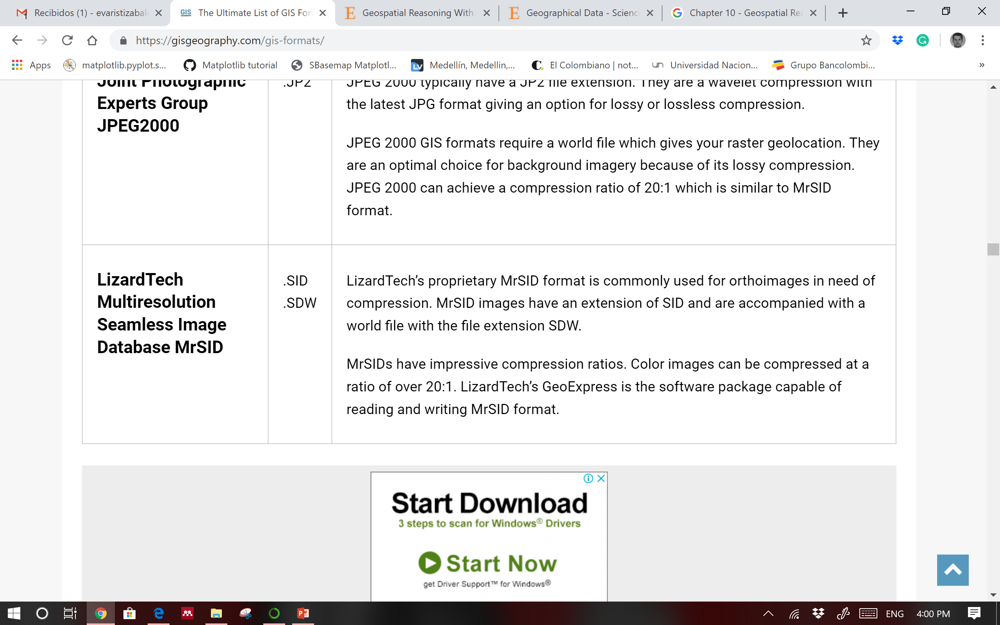 Recibidos (1) - evaristizabal
The Ultimate List of GIS For
Geospatial Reasoning With
Geographical Data - Scienc
Chapter 10 - Geospatial Rea
https://gisgeography.com/gis-formats/
Apps
matplotlib.pyplot.s...
Matplotlib tutorial
SBasemap Matplotl...
Medellín, Medellin,...
El Colombiano | not...
Universidad Nacion...
Grupo Bancolombi...
»
Joint Photographic
Experts Group
JPEG2000
.JP2
JPEG 2000 typically have a JP2 file extension. They are a wavelet compression with
the latest JPG format giving an option for lossy or lossless compression.
JPEG 2000 GIS formats require a world file which gives your raster geolocation. They
are an optimal choice for background imagery because of its lossy compression.
JPEG 2000 can achieve a compression ratio of 20:1 which is similar to MrSID
format.
LizardTech
Multiresolution
Seamless Image
Database MrSID
.SID
.SDW
LizardTech’s proprietary MrSID format is commonly used for orthoimages in need of
compression. MrSID images have an extension of SID and are accompanied with a
world file with the file extension SDW.
MrSIDs have impressive compression ratios. Color images can be compressed at a
ratio of over 20:1. LizardTech’s GeoExpress is the software package capable of
reading and writing MrSID format.
Start Download
3 steps to scan for Windows® Drivers
Start Now
get Driver Support™ for Windows®
ENG
4:00 PM